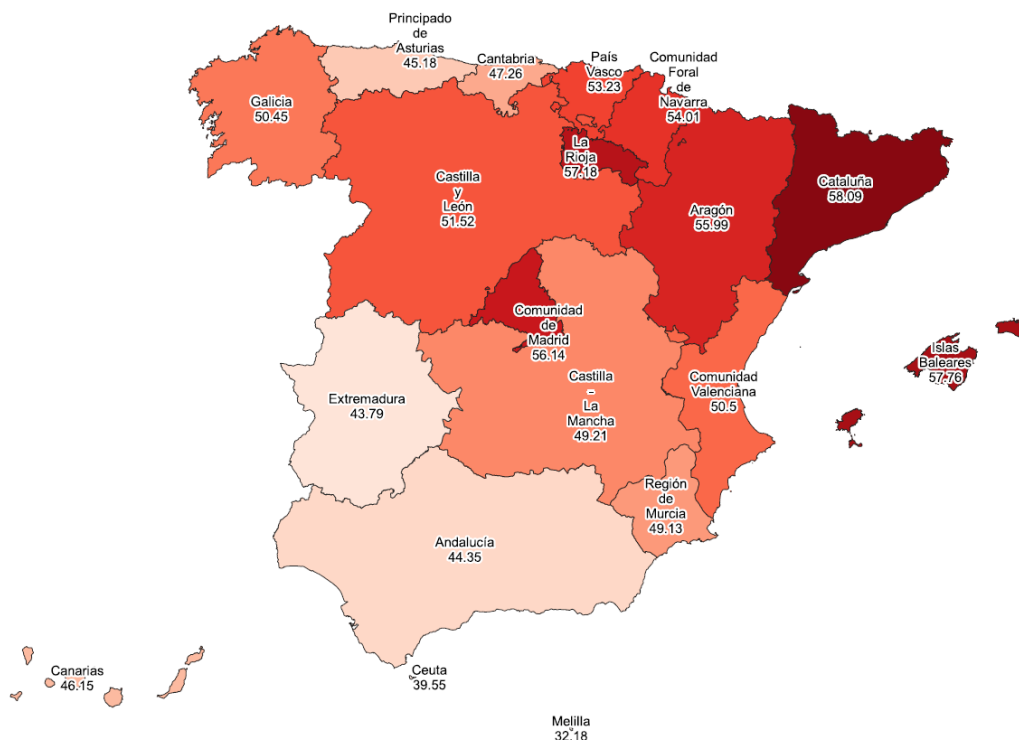 Principado
de
Asturias
45.18
Cantabria
47.26
País
Vasco
53.23
Comunidad
Foral
de
Navarra
54.01
Galicia
50.45
La
Rioja
57.18
Castilla
y
León
51.52
Aragón
55.99
Cataluña
58.09
Comunidad
de
Madrid
56.14
Islas
Baleares
57.76
Extremadura
43.79
Castilla
–
La
Mancha
49.21
Comunidad
Valenciana
50.5
Región
de
Murcia
49.13
Andalucía
44.35
Canarias
46.15
Ceuta
39.55
Melilla
32.18